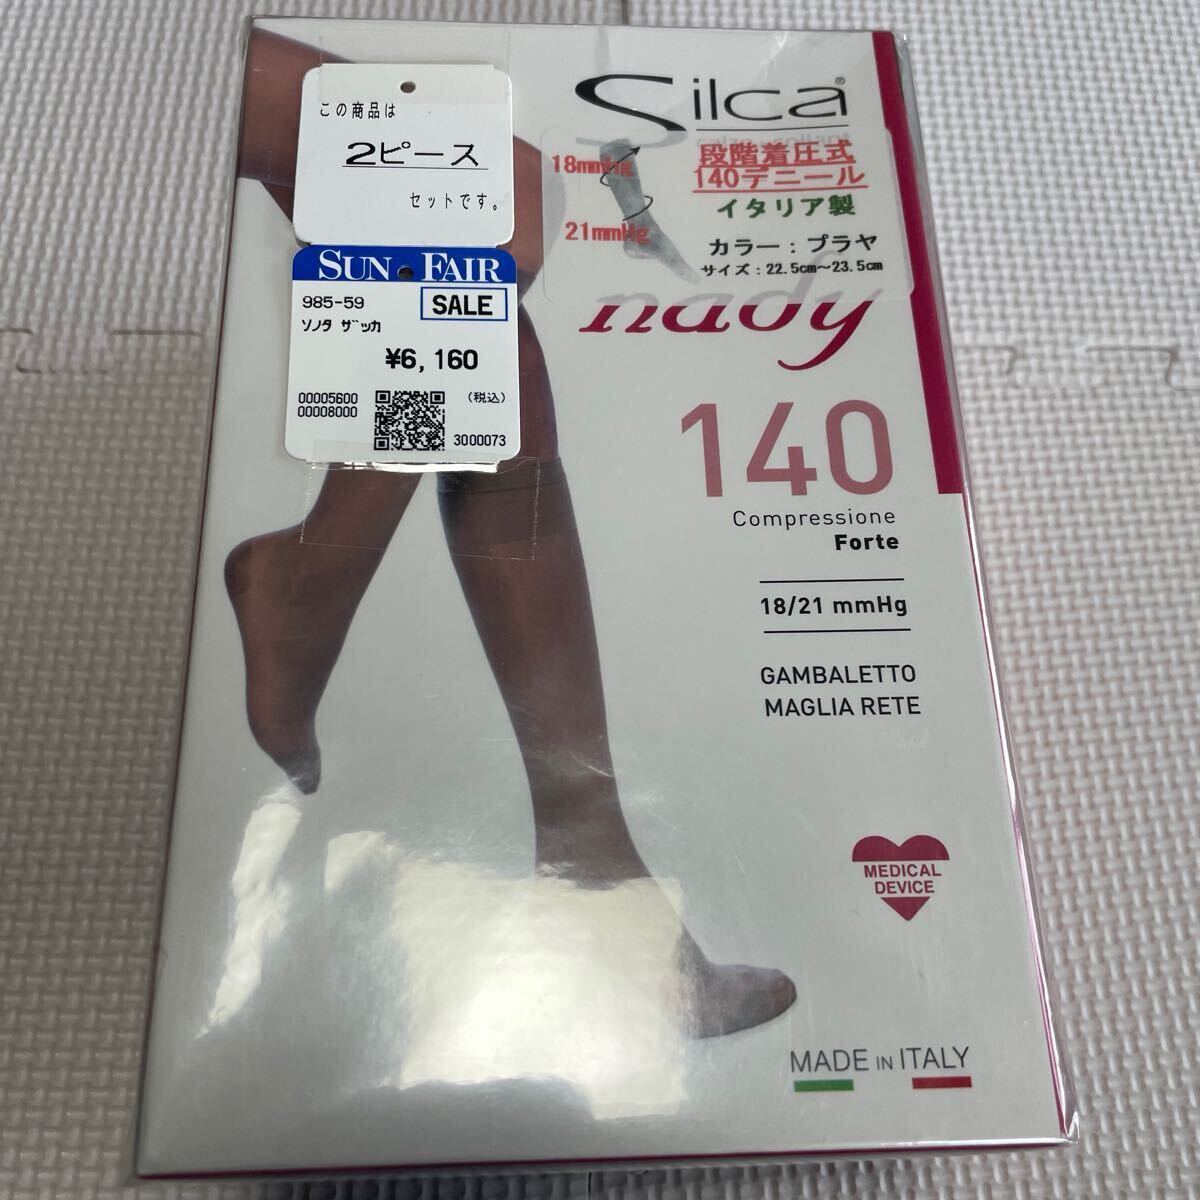 この商品は
2ピース
セットです。
SUN FAIR
985-59
SALE
ソノタ ザッカ
¥6,160
00005600
00008000
(税込)
3000073
Silca®
段階着圧式
18mmHg
140デニール
イタリア製
21mmHg
カラー：プラヤ
サイズ：22.5cm～23.5cm
nady
140
Compressione
Forte
18/21 mmHg
GAMBALETTO
MAGLIA RETE
MEDICAL
DEVICE
MADE IN ITALY